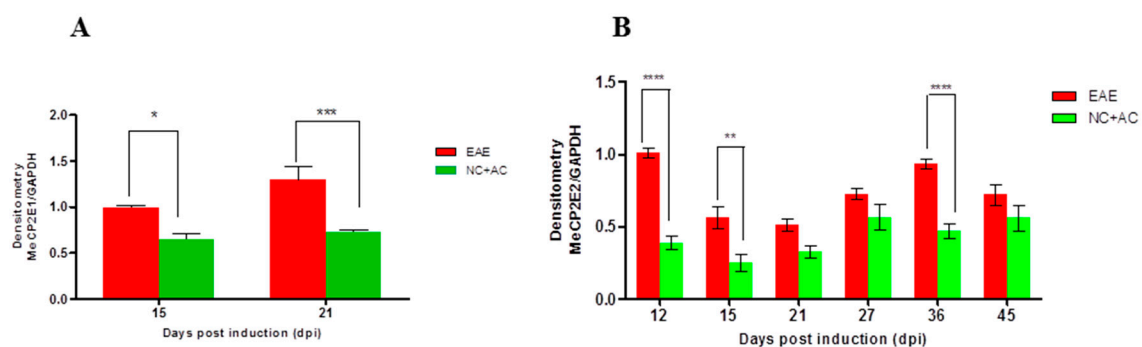 A
Densitometry
MeCP2E1/GAPDH
2.0
1.5
1.0
0.5
0.0
*
***
15
21
Days post induction (dpi)
EAE
NC+AC
B
Densitometry
MeCP2E2/GAPDH
1.5
1.0
0.5
0.0
****
**
****
12
15
21
27
36
45
Days post induction (dpi)
EAE
NC+AC